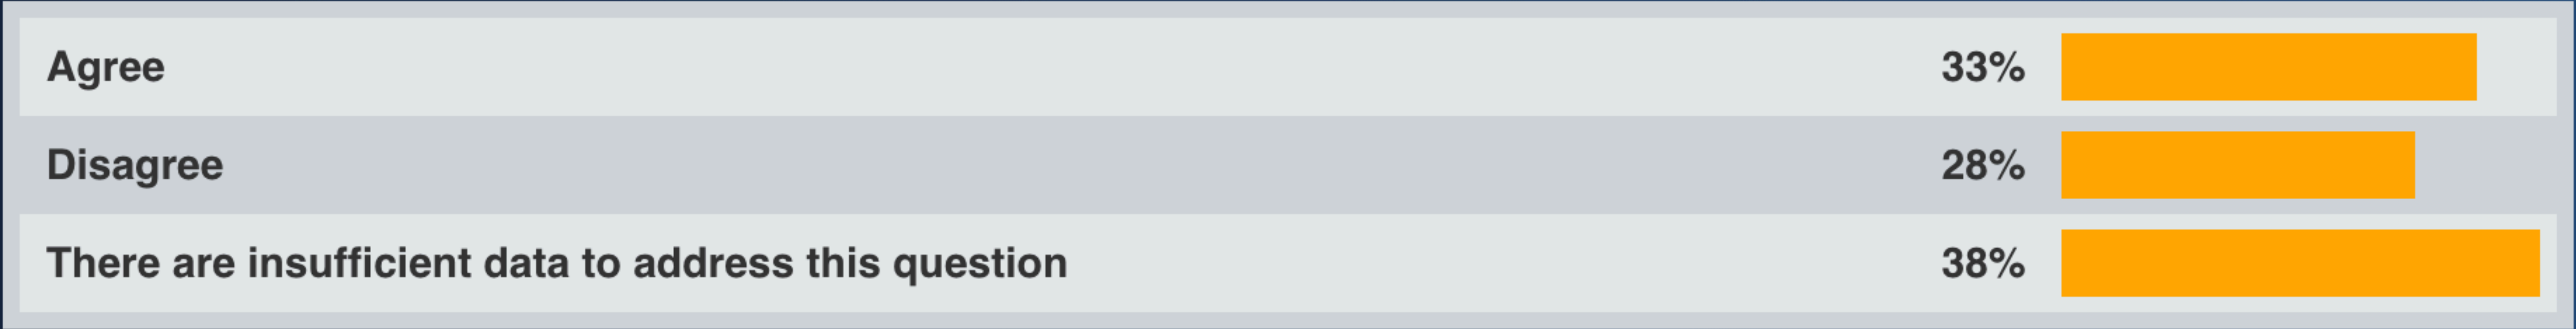 Agree 33%
Disagree 28%
There are insufficient data to address this question 38%